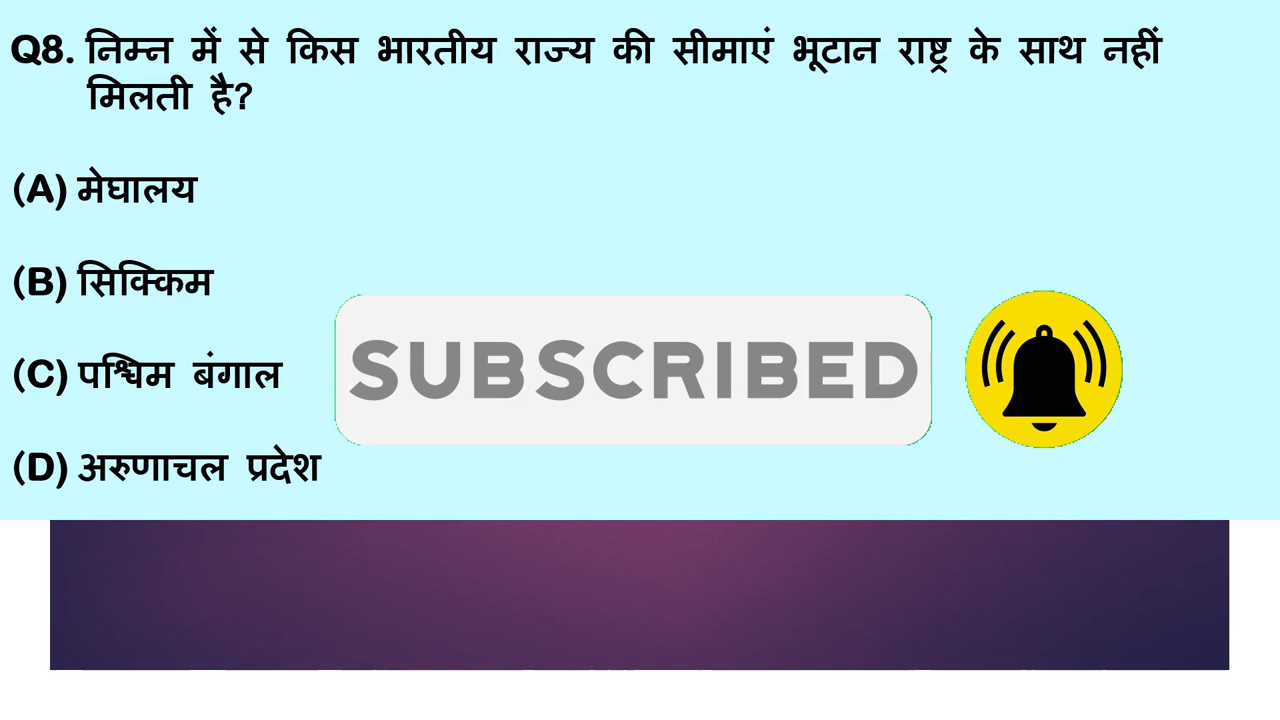 Q8. निम्न में से किस भारतीय राज्य की सीमाएं भूटान राष्ट्र के साथ नहीं
मिलती है?
(A) मेघालय
(B) सिक्किम
(C) पश्चिम बंगाल
SUBSCRIBED
(D) अरुणाचल प्रदेश